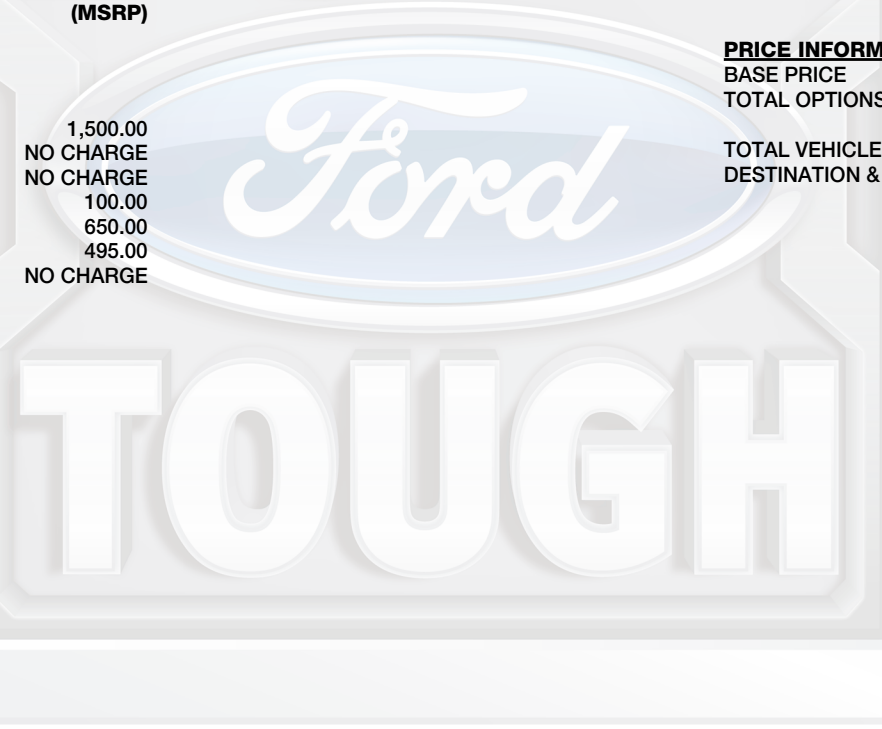 (MSRP)
1,500.00
NO CHARGE
NO CHARGE
100.00
650.00
495.00
NO CHARGE
PRICE INFORM
BASE PRICE
TOTAL OPTIONS
TOTAL VEHICLE
DESTINATION &
Ford
TOUGH